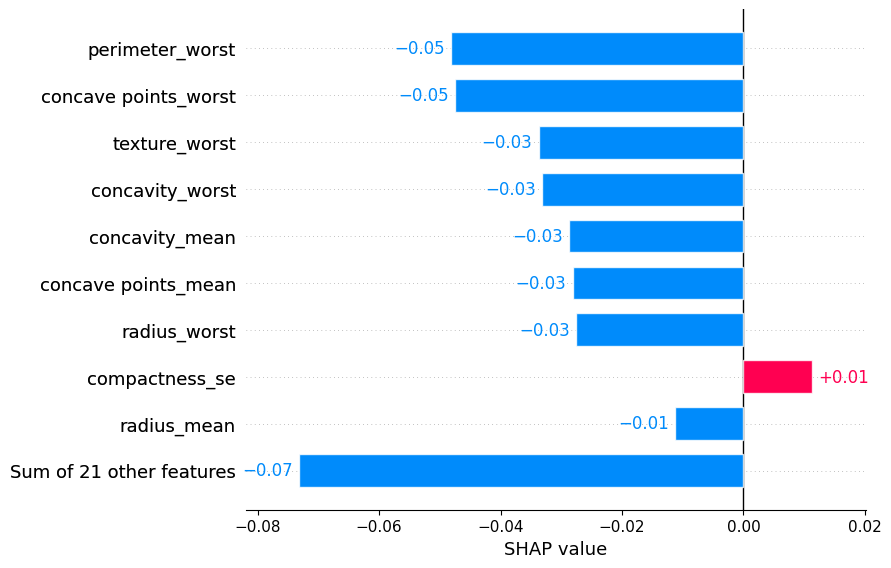 perimeter_worst −0.05
concave points_worst −0.05
texture_worst −0.03
concavity_worst −0.03
concavity_mean −0.03
concave points_mean −0.03
radius_worst −0.03
compactness_se +0.01
radius_mean −0.01
Sum of 21 other features −0.07
−0.08 −0.06 −0.04 −0.02 0.00 0.02
SHAP value